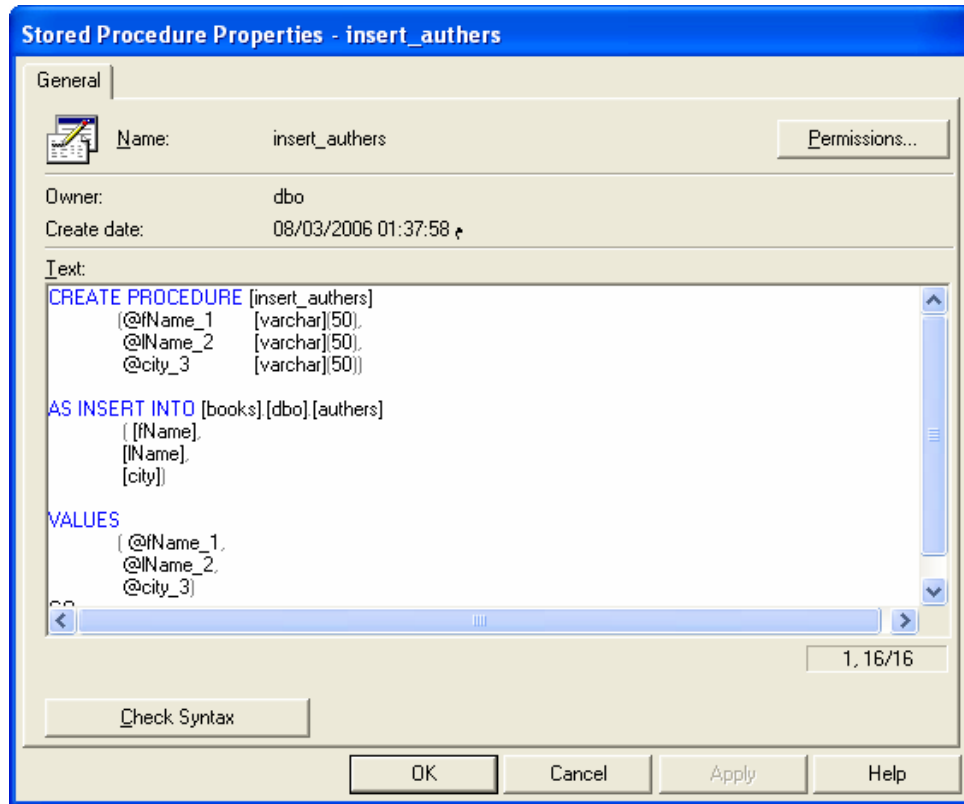 Stored Procedure Properties - insert_authers
General
Name: insert_authers Permissions...
Owner: dbo
Create date: 08/03/2006 01:37:58 م
Text:
CREATE PROCEDURE [insert_authers]
(@fName_1 [varchar](50),
@lName_2 [varchar](50),
@city_3 [varchar](50))
AS INSERT INTO [books].[dbo].[authers]
( [fName],
[lName],
[city])
VALUES
( @fName_1,
@lName_2,
@city_3)
GO
1, 16/16
Check Syntax
OK Cancel Apply Help